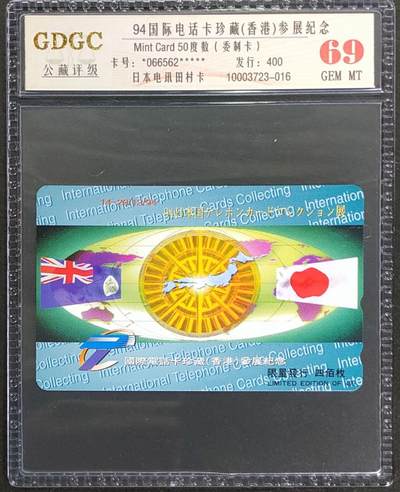 GDGC
公藏评级
94国际电话卡珍藏(香港)参展纪念
Mint Card 50度数 (委制卡)
卡号: *066562***** 发行: 400
日本电讯田村卡 10003723-016
69
GEM MT
International Telephone Cards Collecting
國際電話卡珍藏(香港)參展紀念
限量發行 四佰枚
LIMITED EDITION OF